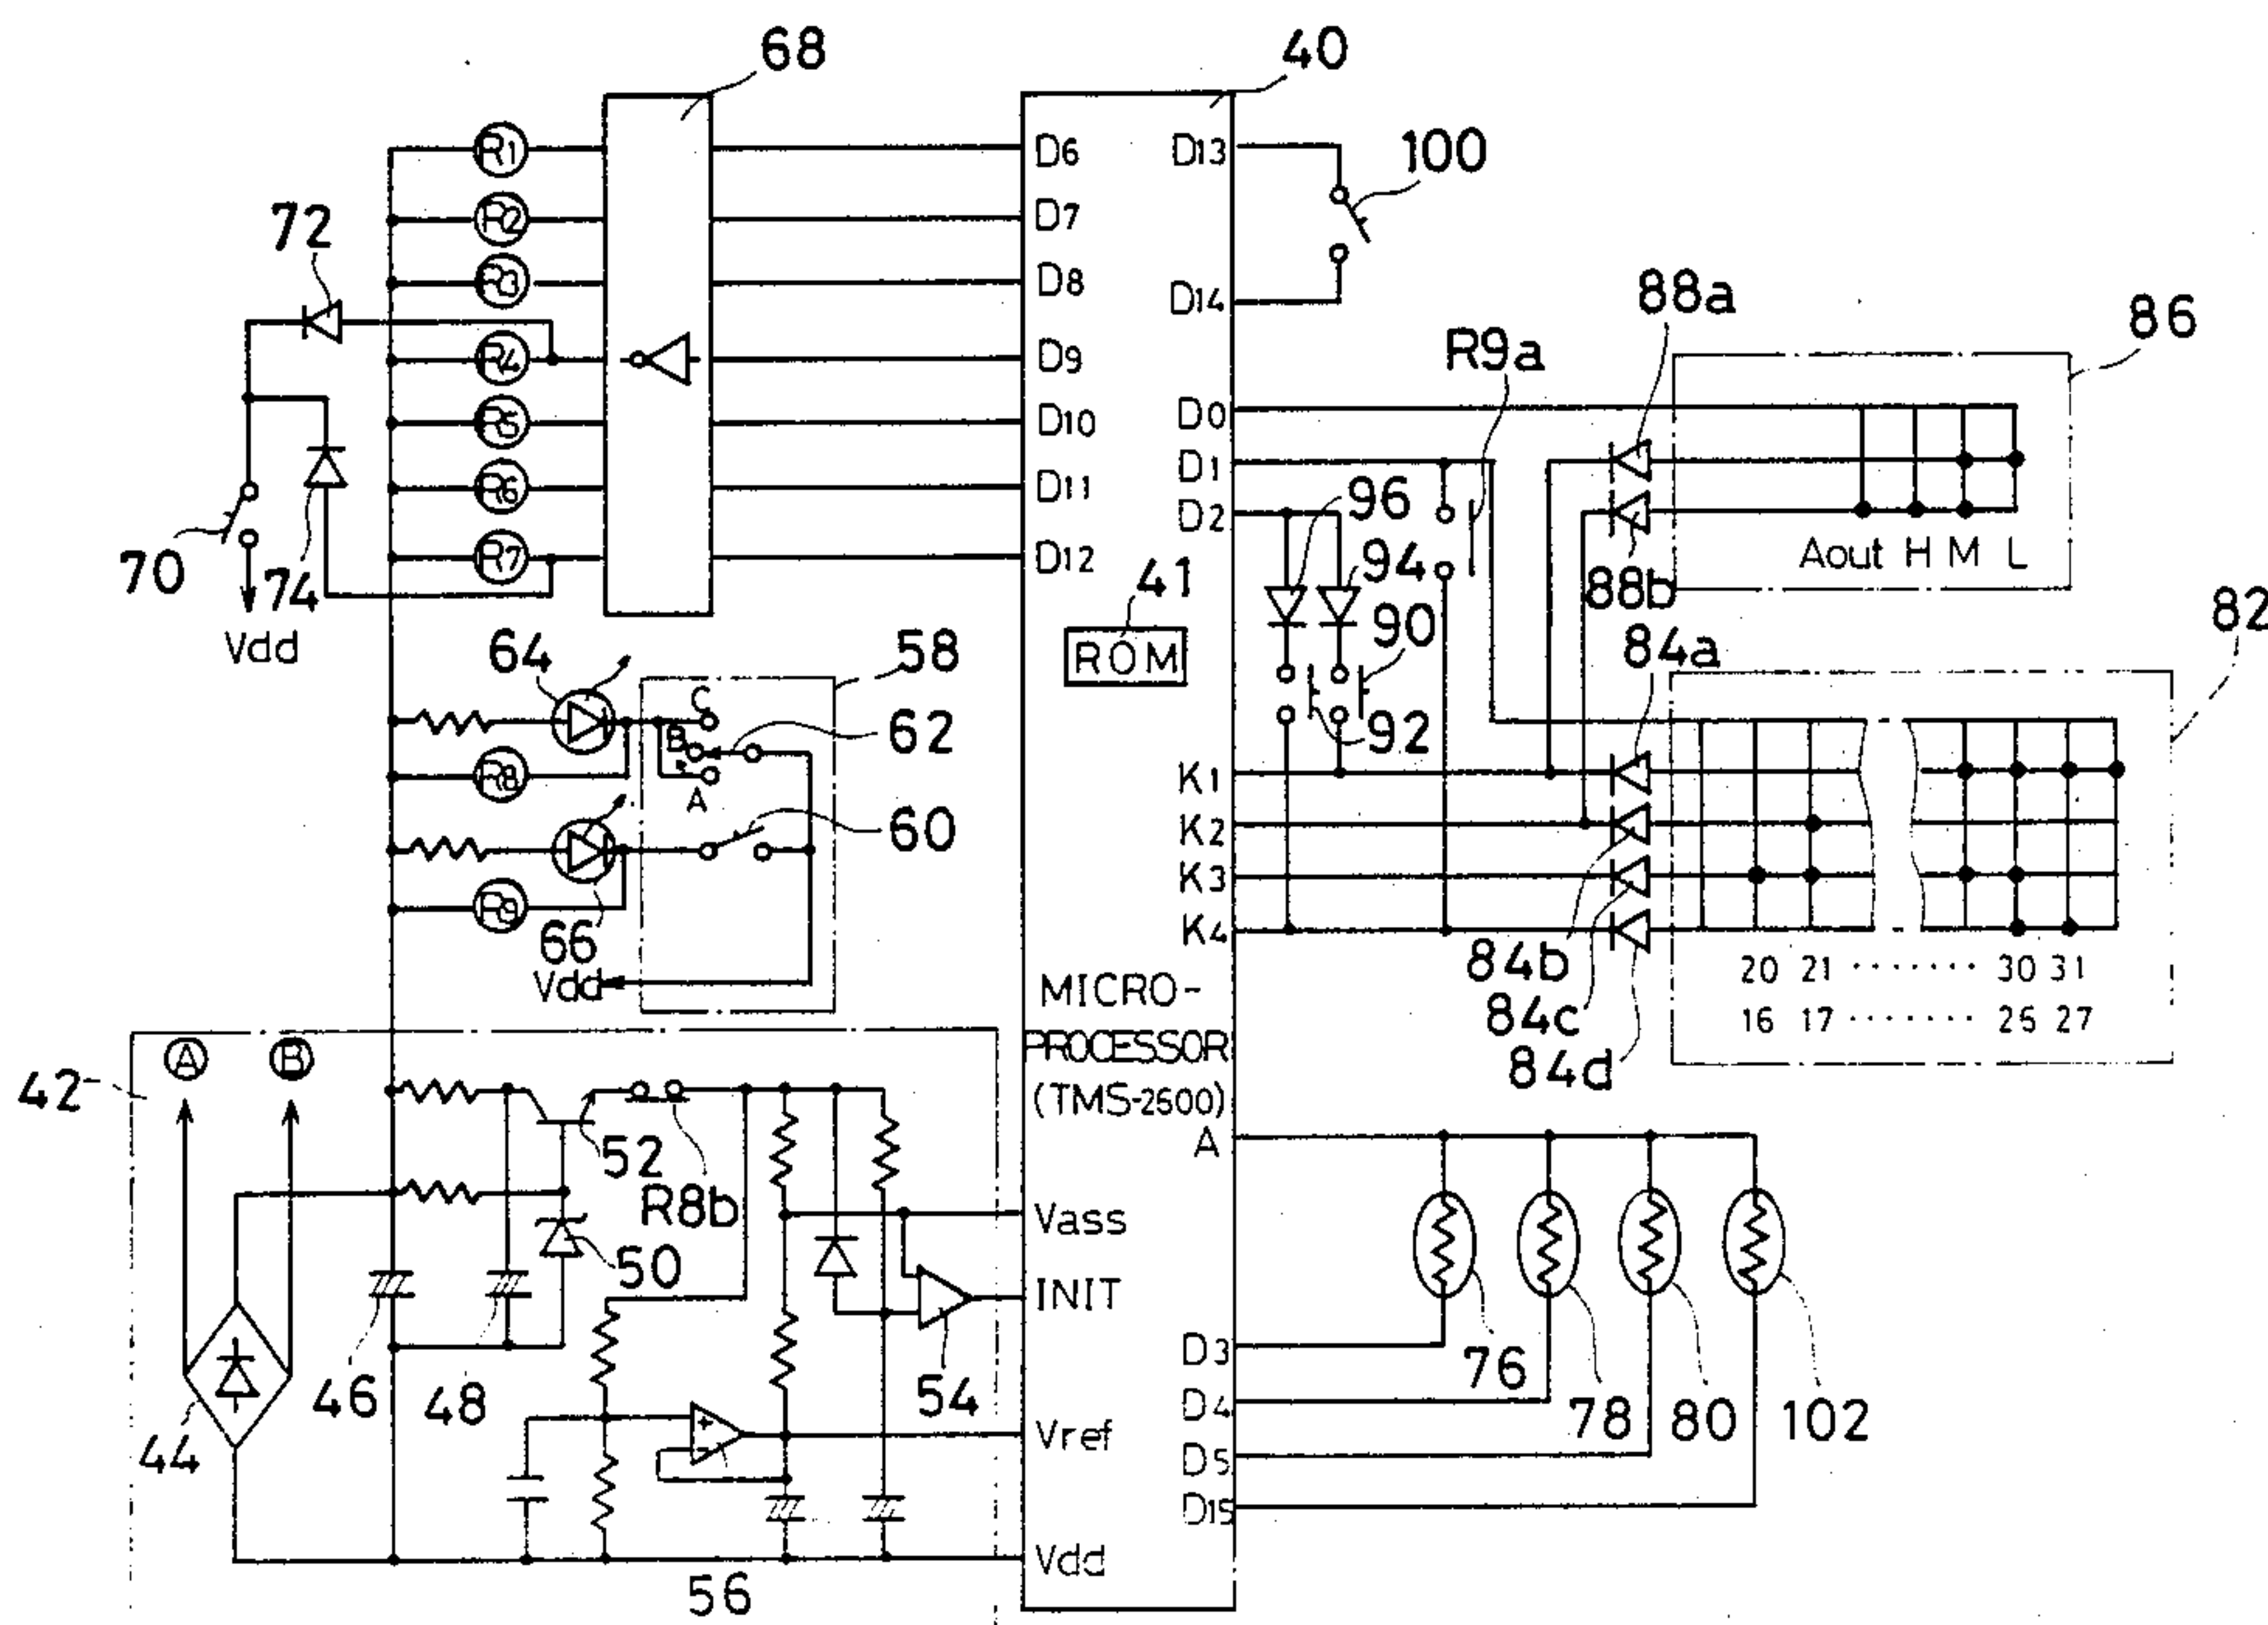 68
40
R1
D6
D13
100
R2
D7
72
R3
D8
D14
88a
86
R4
D9
R9a
R5
D10
D0
D1
R6
D11
96
D2
70
74
R7
D12
94
Aout H M L
88b
41
90
82
Vdd
64
58
ROM
84a
C
62
B
92
R8
A
K1
60
K2
K3
R9
66
K4
84b
20 21 ······· 30 31
Vdd
MICRO-
84c
16 17 ······· 26 27
42
A
B
PROCESSOR
84d
(TMS-2600)
52
A
R8b
Vass
50
INIT
46
48
54
D3
76
44
D4
78
80
102
Vref
D5
D15
Vdd
56